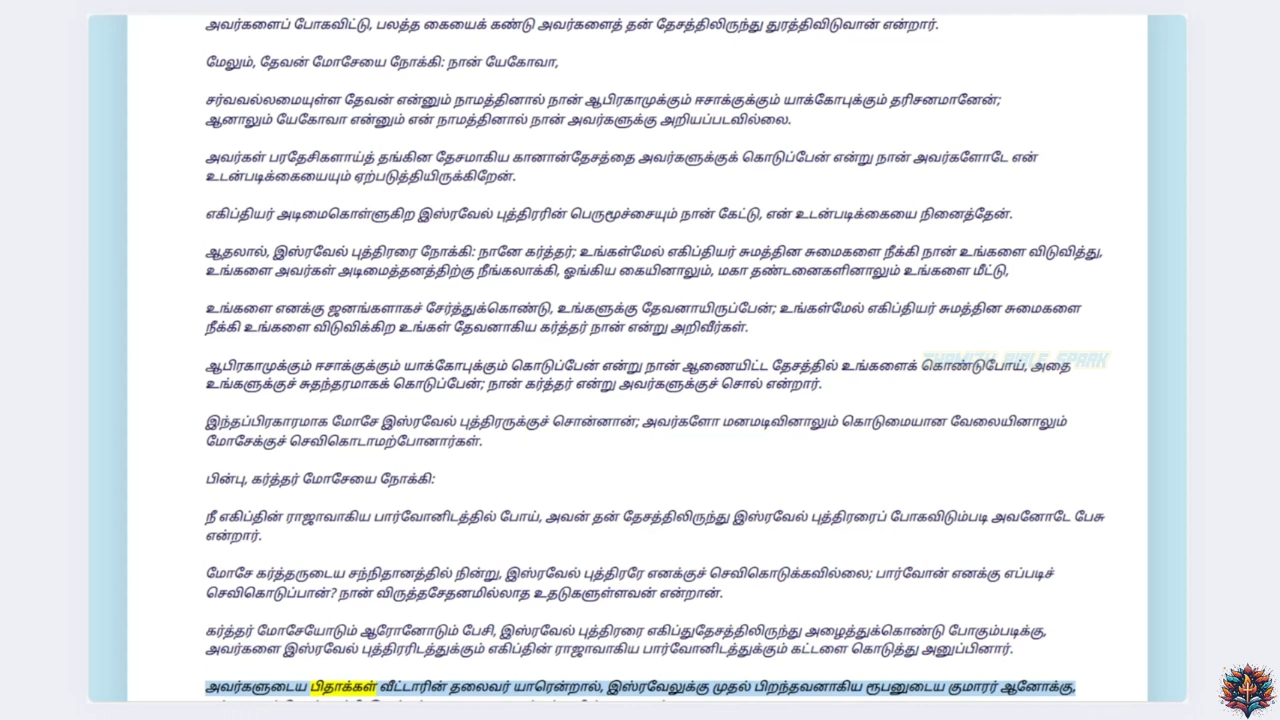 அவர்களைப் போகவிட்டு, பலத்த கையைக் கண்டு அவர்களைத் தன் தேசத்திலிருந்து துரத்திவிடுவான் என்றார்.
மேலும், தேவன் மோசேயை நோக்கி: நான் யேகோவா,
சர்வவல்லமையுள்ள தேவன் என்னும் நாமத்தினால் நான் ஆபிரகாமுக்கும் ஈசாக்குக்கும் யாக்கோபுக்கும் தரிசனமானேன்;
ஆனாலும் யேகோவா என்னும் என் நாமத்தினால் நான் அவர்களுக்கு அறியப்படவில்லை.
அவர்கள் பரதேசிகளாய்த் தங்கின தேசமாகிய கானான்தேசத்தை அவர்களுக்குக் கொடுப்பேன் என்று நான் அவர்களோடே என்
உடன்படிக்கையையும் ஏற்படுத்தியிருக்கிறேன்.
எகிப்தியர் அடிமைகொள்ளுகிற இஸ்ரவேல் புத்திரரின் பெருமூச்சையும் நான் கேட்டு, என் உடன்படிக்கையை நினைத்தேன்.
ஆதலால், இஸ்ரவேல் புத்திரரை நோக்கி: நானே கர்த்தர்; உங்கள்மேல் எகிப்தியர் சுமத்தின சுமைகளை நீக்கி நான் உங்களை விடுவித்து,
உங்களை அவர்கள் அடிமைத்தனத்திற்கு நீங்கலாக்கி, ஓங்கிய கையினாலும், மகா தண்டனைகளினாலும் உங்களை மீட்டு,
உங்களை எனக்கு ஜனங்களாகச் சேர்த்துக்கொண்டு, உங்களுக்கு தேவனாயிருப்பேன்; உங்கள்மேல் எகிப்தியர் சுமத்தின சுமைகளை
நீக்கி உங்களை விடுவிக்கிற உங்கள் தேவனாகிய கர்த்தர் நான் என்று அறிவீர்கள்.
THAMIZH BIBLE SPARK
ஆபிரகாமுக்கும் ஈசாக்குக்கும் யாக்கோபுக்கும் கொடுப்பேன் என்று நான் ஆணையிட்ட தேசத்தில் உங்களைக் கொண்டுபோய், அதை
உங்களுக்குச் சுதந்தரமாகக் கொடுப்பேன்; நான் கர்த்தர் என்று அவர்களுக்குச் சொல் என்றார்.
இந்தப்பிரகாரமாக மோசே இஸ்ரவேல் புத்திரருக்குச் சொன்னான்; அவர்களோ மனமடிவினாலும் கொடுமையான வேலையினாலும்
மோசேக்குச் செவிகொடாமற்போனார்கள்.
பின்பு, கர்த்தர் மோசேயை நோக்கி:
நீ எகிப்தின் ராஜாவாகிய பார்வோனிடத்தில் போய், அவன் தன் தேசத்திலிருந்து இஸ்ரவேல் புத்திரரைப் போகவிடும்படி அவனோடே பேசு
என்றார்.
மோசே கர்த்தருடைய சந்நிதானத்தில் நின்று, இஸ்ரவேல் புத்திரரே எனக்குச் செவிகொடுக்கவில்லை; பார்வோன் எனக்கு எப்படிச்
செவிகொடுப்பான்? நான் விருத்தசேதனமில்லாத உதடுகளுள்ளவன் என்றான்.
கர்த்தர் மோசேயோடும் ஆரோனோடும் பேசி, இஸ்ரவேல் புத்திரரை எகிப்துதேசத்திலிருந்து அழைத்துக்கொண்டு போகும்படிக்கு,
அவர்களை இஸ்ரவேல் புத்திரரிடத்துக்கும் எகிப்தின் ராஜாவாகிய பார்வோனிடத்துக்கும் கட்டளை கொடுத்து அனுப்பினார்.
அவர்களுடைய பிதாக்கள் வீட்டாரின் தலைவர் யாரென்றால், இஸ்ரவேலுக்கு முதல் பிறந்தவனாகிய ரூபனுடைய குமாரர் ஆனோக்கு,